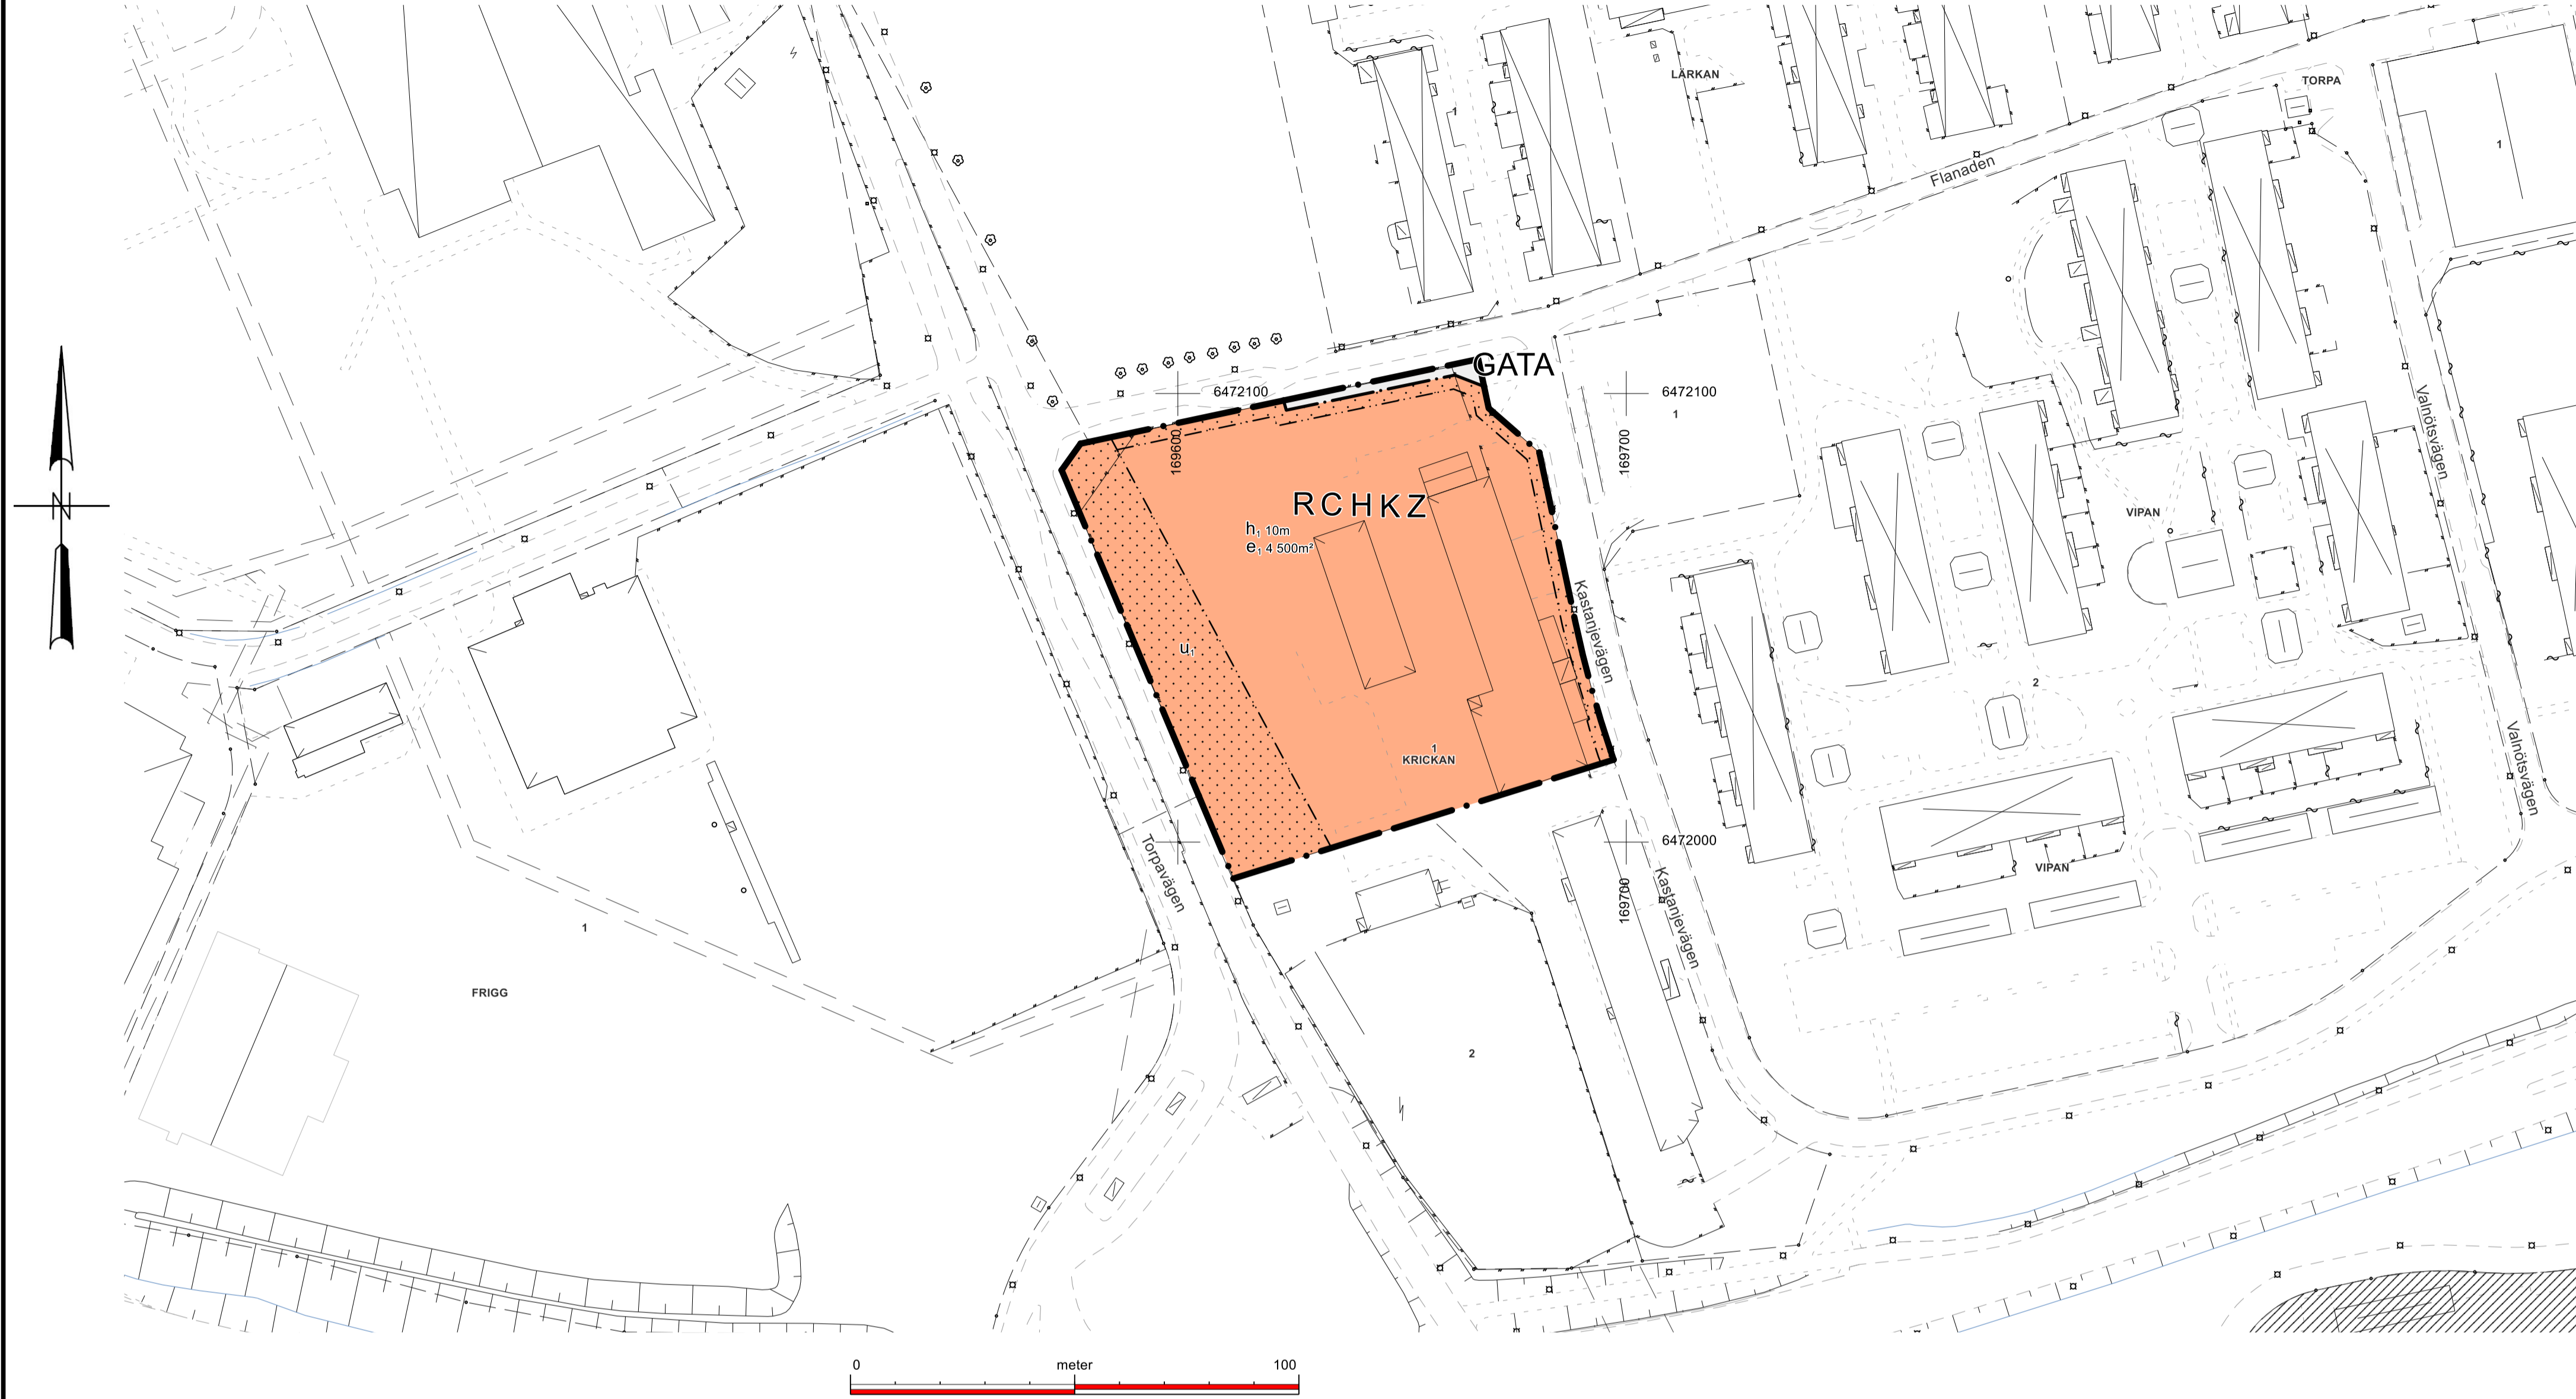 LÄRKAN
TORPA
1
1
Flanaden
GATA
6472100
6472100
1
169600
169700
Valnötsvägen
RCHKZ
h₁ 10m
e₁ 4 500m²
VIPAN
N
Kastanjevägen
u₁
2
1
KRICKAN
Valnötsvägen
6472000
Torpavägen
VIPAN
169700
Kastanjevägen
1
FRIGG
2
0 meter 100